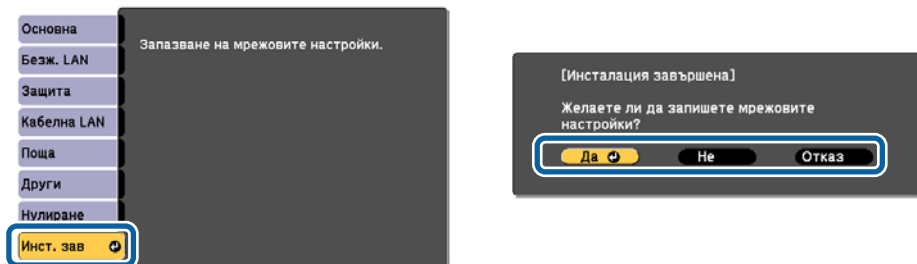 Основна
Безж. LAN
Защита
Кабелна LAN
Поща
Други
Нулиране
Инст. зав
Запазване на мрежовите настройки.
[Инсталация завършена]
Желаете ли да запишете мрежовите
настройки?
Да Не Отказ